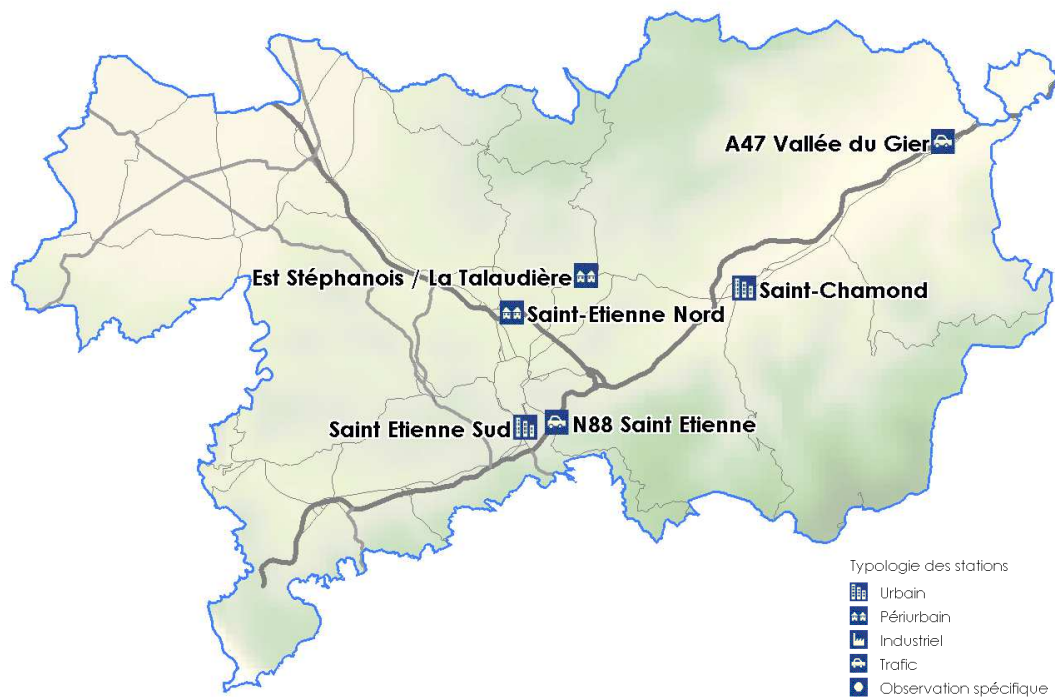 A47 Vallée du Gier
Est Stéphanois / La Talaudière
Saint-Chamond
Saint-Etienne Nord
Saint Etienne Sud
N88 Saint Etienne
Typologie des stations
Urbain
Périurbain
Industriel
Trafic
Observation spécifique